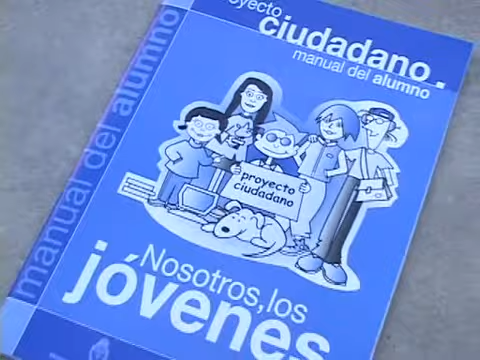 proyecto
ciudadano.
manual del alumno
manual del alumno
proyecto
ciudadano
Nosotros, los
jóvenes